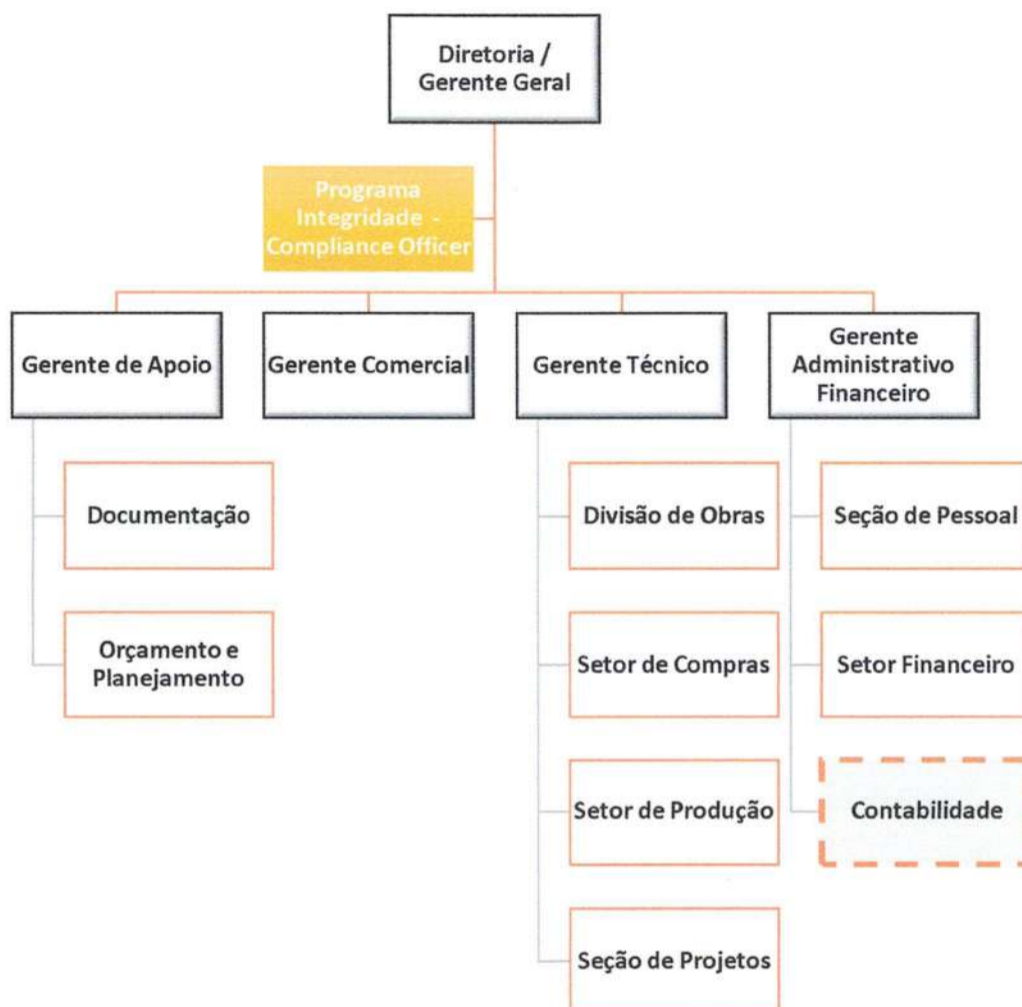 Diretoria /
Gerente Geral
Programa
Integridade -
Compliance Officer
Gerente de Apoio
Gerente Comercial
Gerente Técnico
Gerente
Administrativo
Financeiro
Documentação
Orçamento e
Planejamento
Divisão de Obras
Setor de Compras
Setor de Produção
Seção de Projetos
Seção de Pessoal
Setor Financeiro
Contabilidade